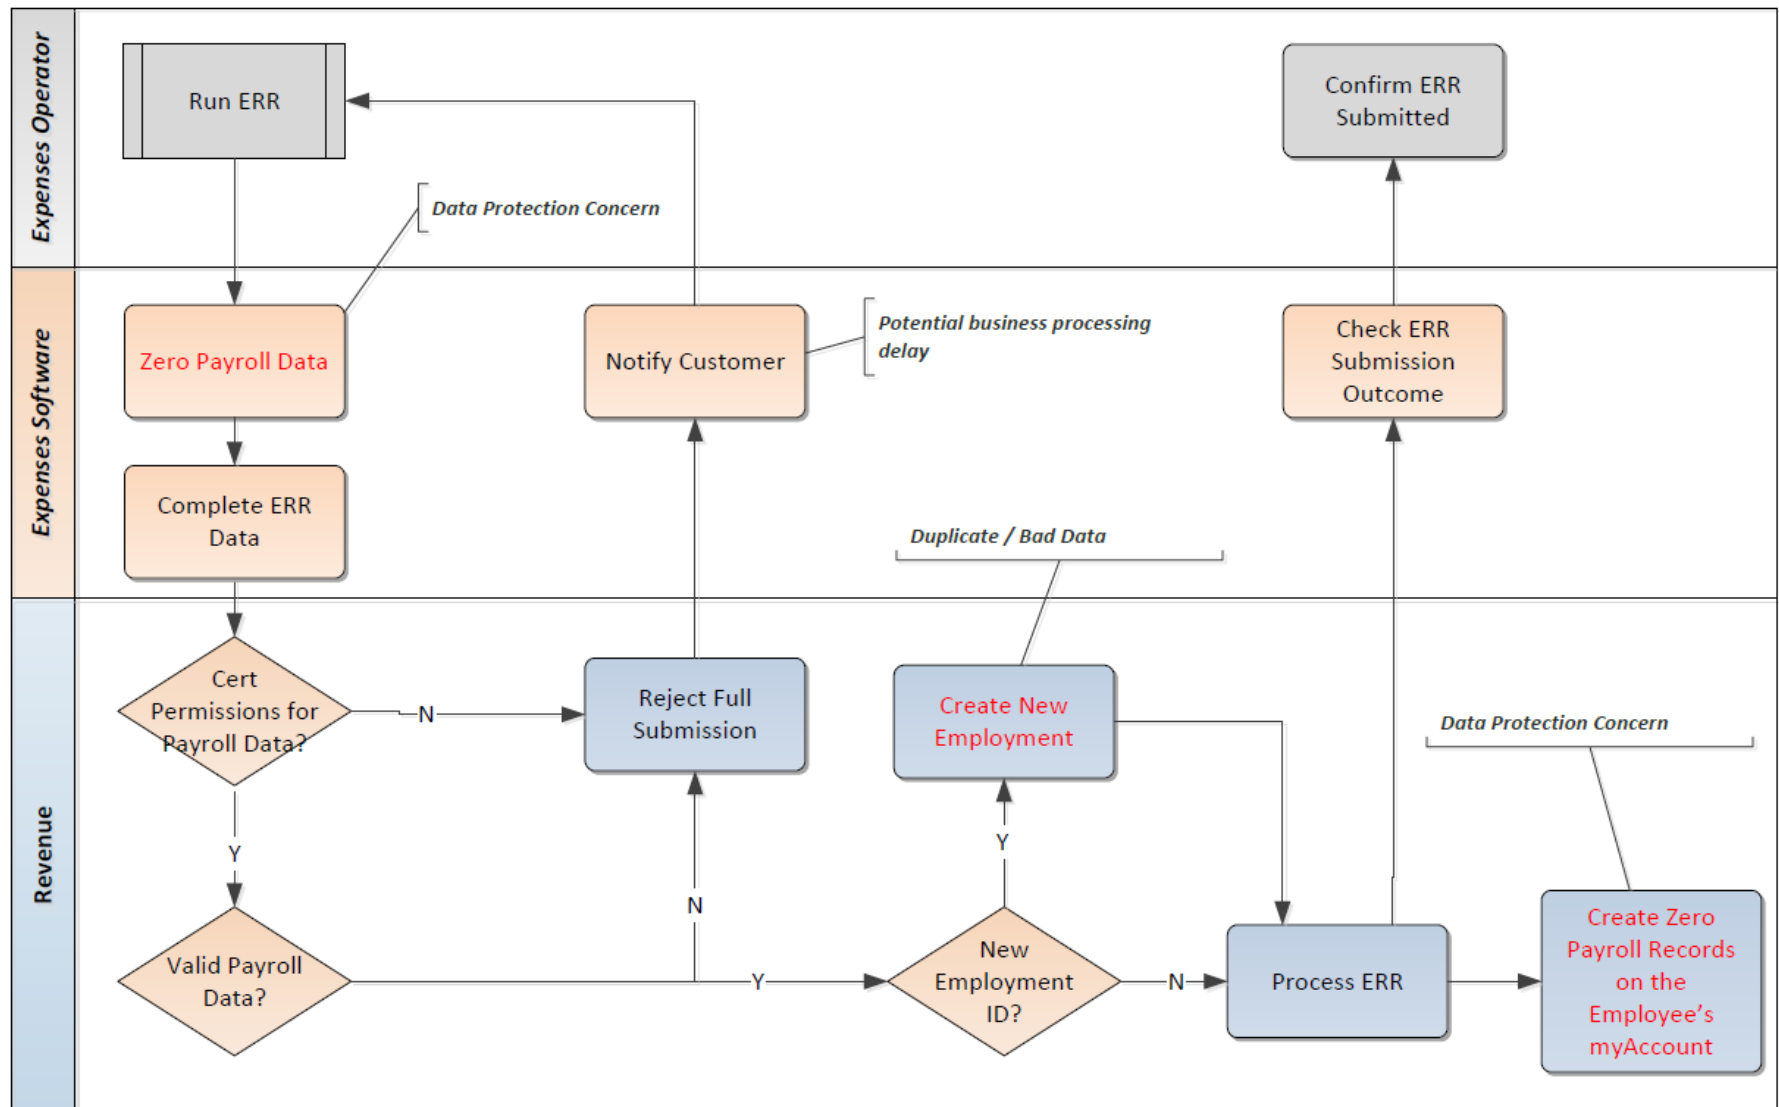 Expenses Operator
Run ERR
Confirm ERR
Submitted
Data Protection Concern
Expenses Software
Zero Payroll Data
Notify Customer
Potential business processing
delay
Check ERR
Submission
Outcome
Complete ERR
Data
Duplicate / Bad Data
Revenue
Cert
Permissions for
Payroll Data?
N
Reject Full
Submission
Create New
Employment
Data Protection Concern
Y
N
Y
Valid Payroll
Data?
Y
New
Employment
ID?
N
Process ERR
Create Zero
Payroll Records
on the
Employee’s
myAccount